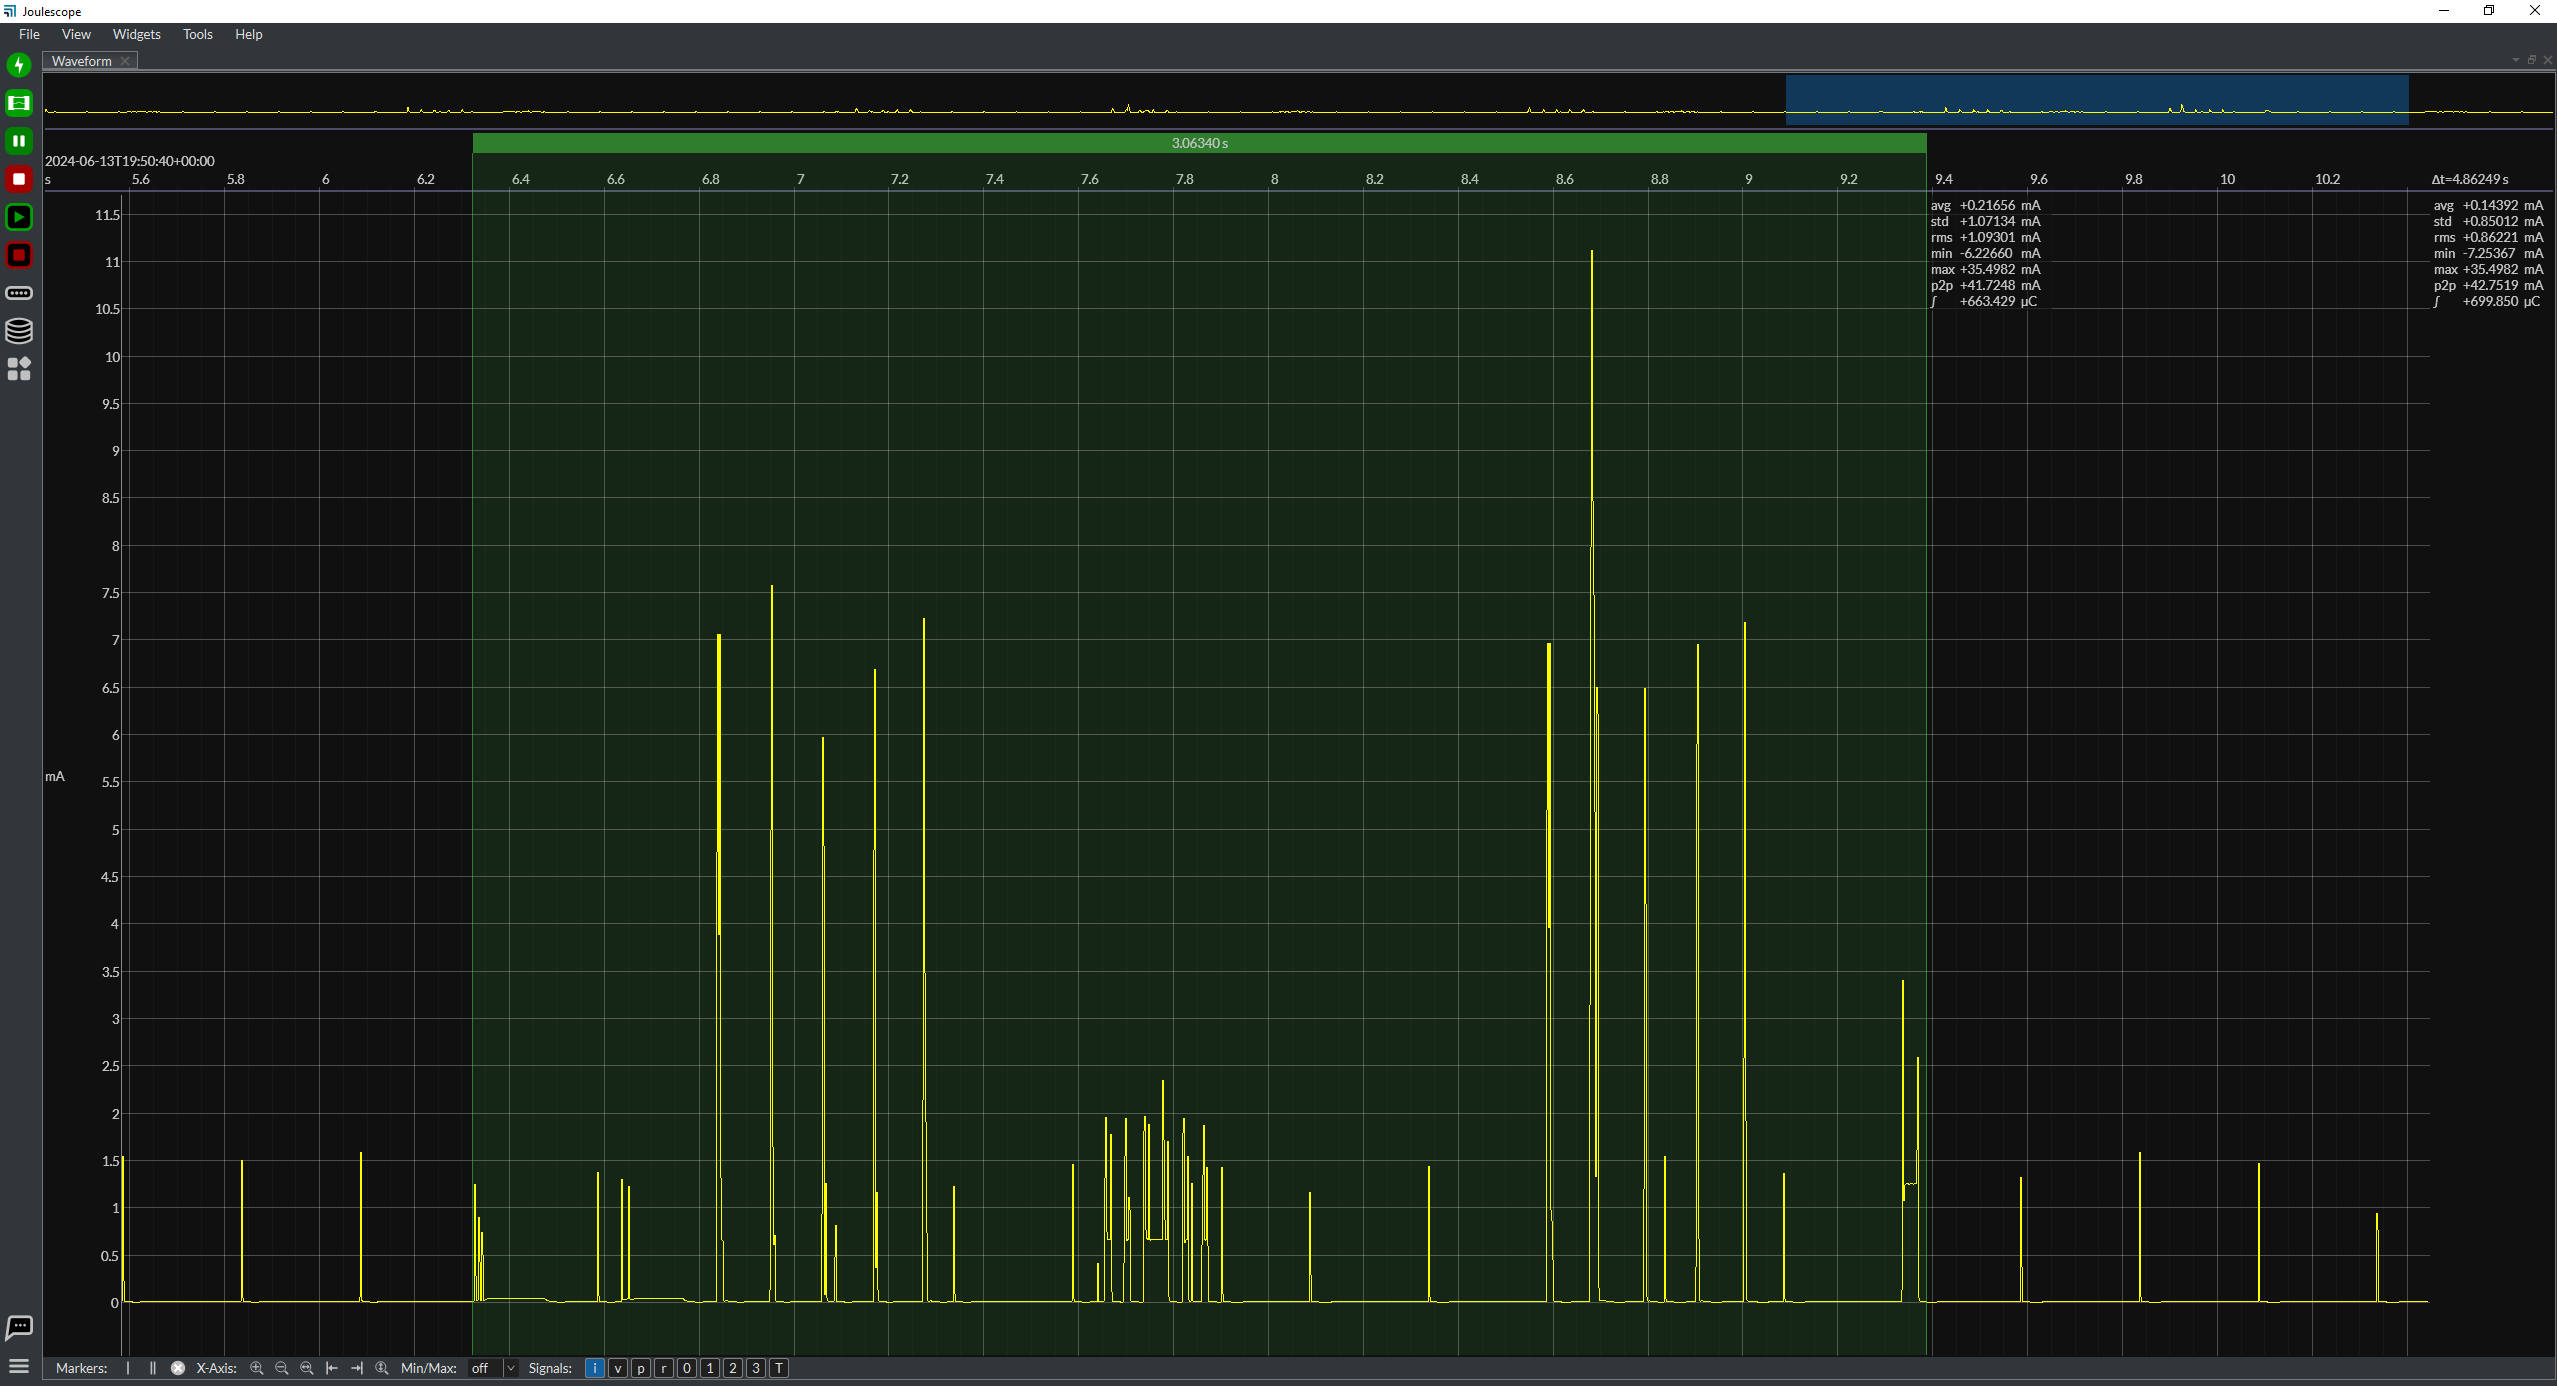 Joulescope
File View Widgets Tools Help
Waveform
3.06340 s
2024-06-13T19:50:40+00:00
s 5.6 5.8 6 6.2 6.4 6.6 6.8 7 7.2 7.4 7.6 7.8 8 8.2 8.4 8.6 8.8 9 9.2 9.4 9.6 9.8 10 10.2 Δt=4.86249 s
avg +0.21656 mA
std +1.07134 mA
rms +1.09301 mA
min -6.22660 mA
max +35.4982 mA
p2p +41.7248 mA
∫ +663.429 µC
avg +0.14392 mA
std +0.85012 mA
rms +0.86221 mA
min -7.25367 mA
max +35.4982 mA
p2p +42.7519 mA
∫ +699.850 µC
11.5
11
10.5
10
9.5
9
8.5
8
7.5
7
6.5
6
mA
5.5
5
4.5
4
3.5
3
2.5
2
1.5
1
0.5
0
Markers: X-Axis: Min/Max: off Signals: i v p r 0 1 2 3 T